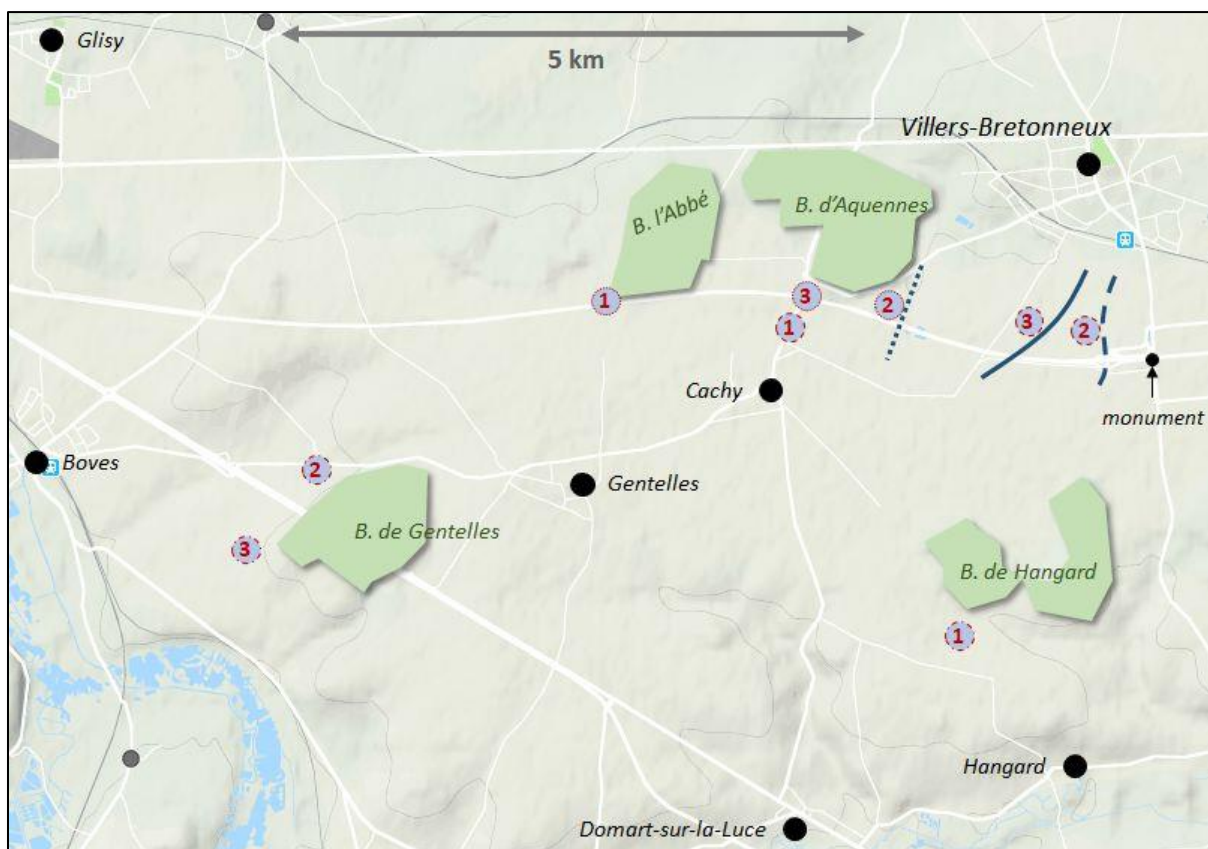 Glisy
5 km
Villers-Bretonneux
B. l'Abbé
B. d'Aquennes
1
3
2
1
3
2
Cachy
monument
Boves
2
Gentelles
B. de Gentelles
3
B. de Hangard
1
Hangard
Domart-sur-la-Luce